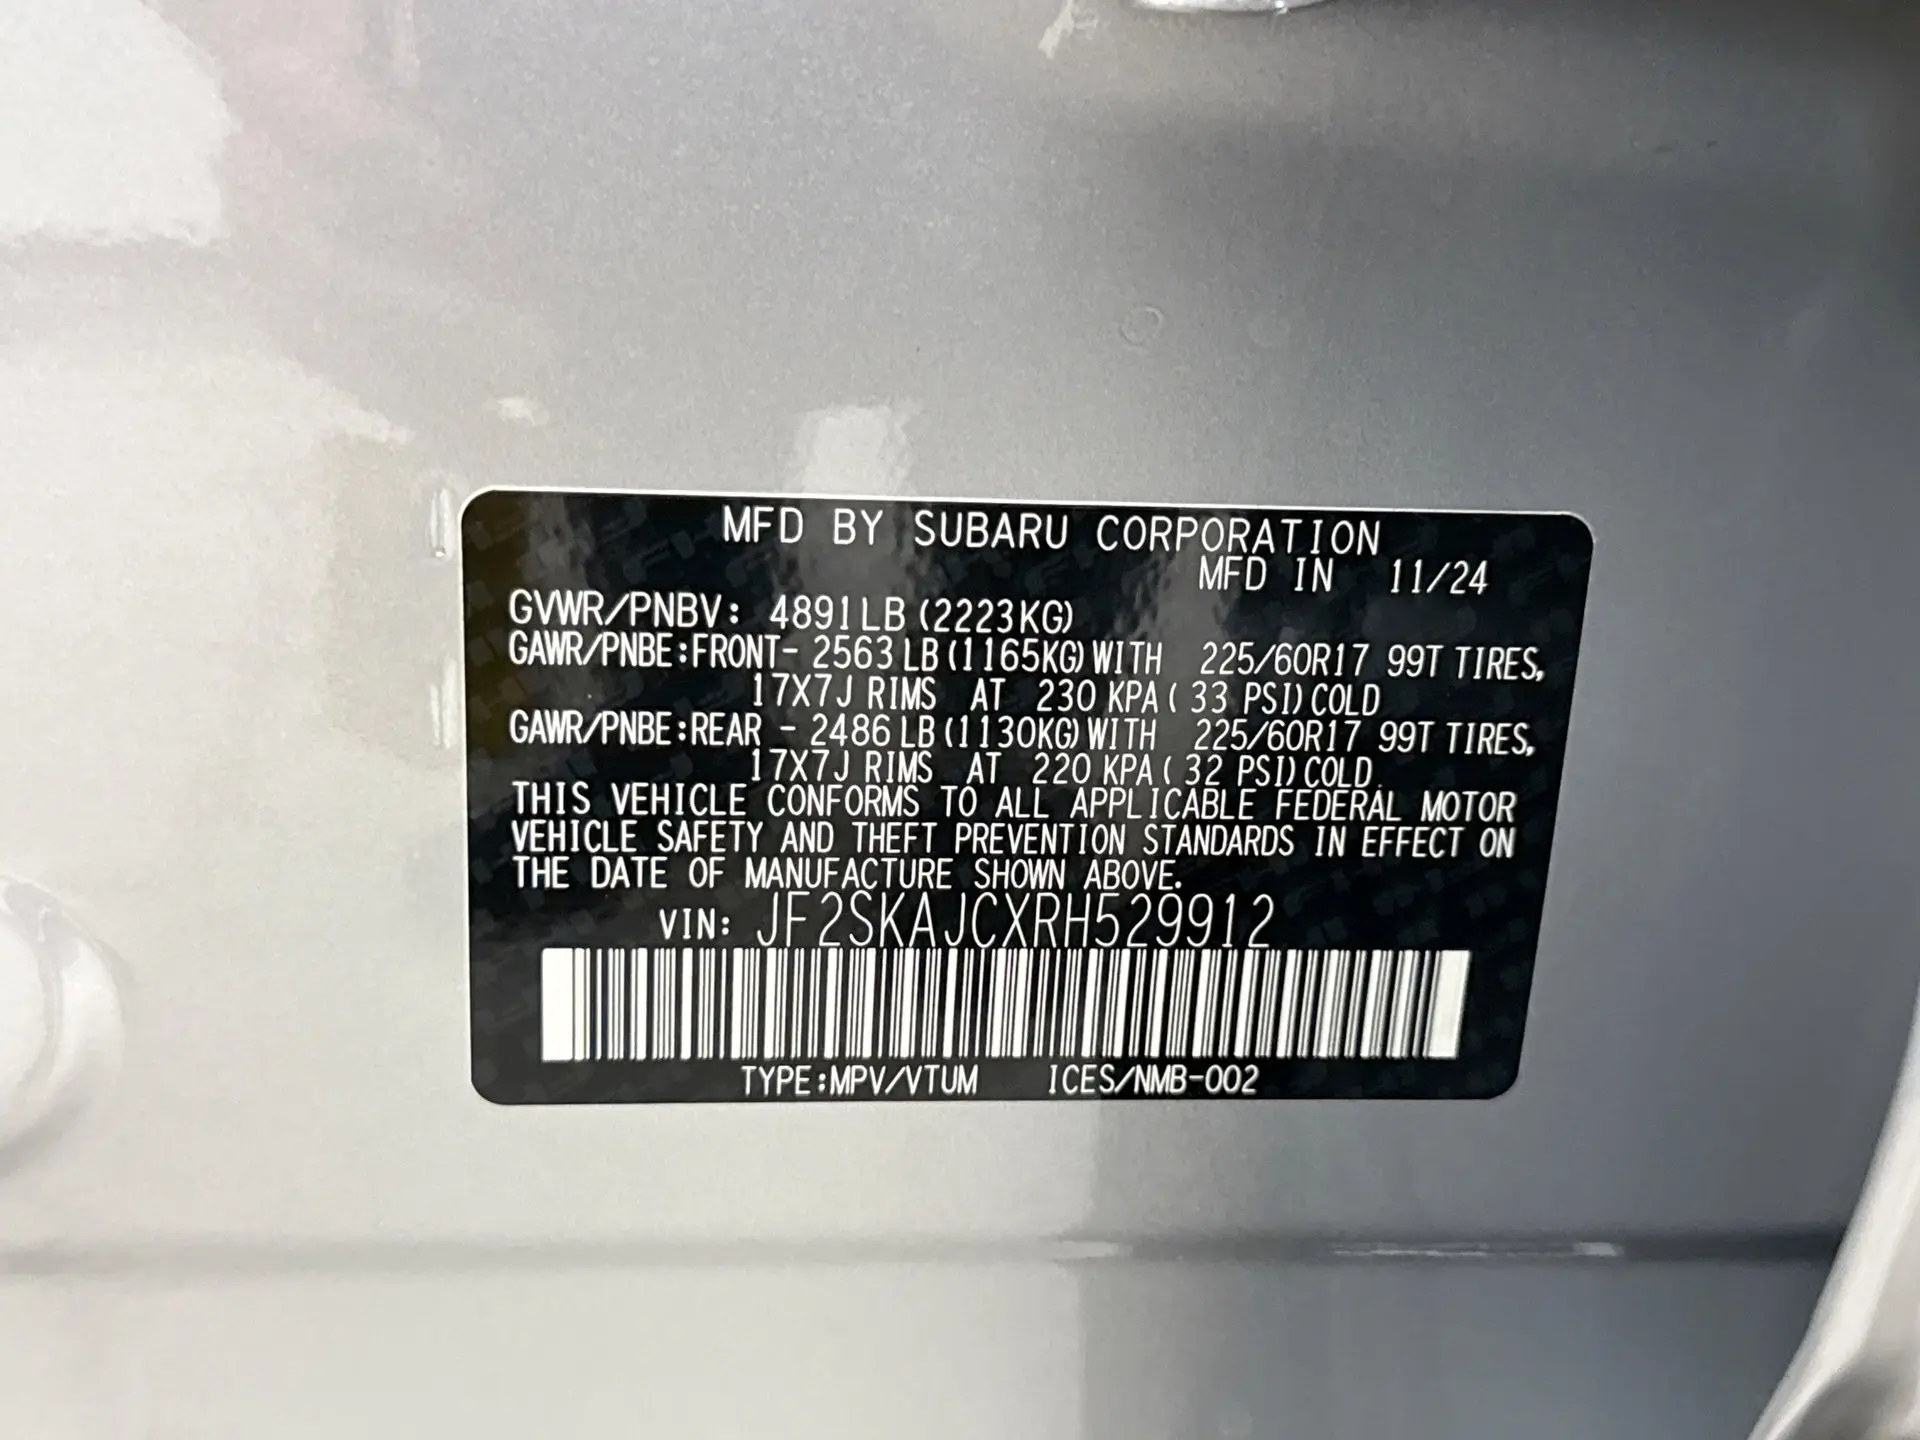 MFD BY SUBARU CORPORATION
MFD IN 11/24
GVWR/PNBV: 4891LB (2223KG)
GAWR/PNBE:FRONT- 2563 LB (1165KG) WITH 225/60R17 99T TIRES,
17X7J RIMS AT 230 KPA ( 33 PSI) COLD
GAWR/PNBE:REAR - 2486 LB (1130KG) WITH 225/60R17 99T TIRES,
17X7J RIMS AT 220 KPA ( 32 PSI) COLD.
THIS VEHICLE CONFORMS TO ALL APPLICABLE FEDERAL MOTOR
VEHICLE SAFETY AND THEFT PREVENTION STANDARDS IN EFFECT ON
THE DATE OF MANUFACTURE SHOWN ABOVE.
VIN: JF2SKAJCXRH529912
TYPE:MPV/VTUM ICES/NMB-002